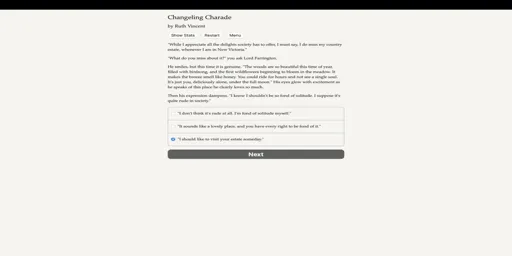 Changeling Charade
by Ruth Vincent
Show Stats Restart Menu
"While I appreciate all the delights society has to offer, I must say, I do miss my country
estate, whenever I am in New Victoria."
"What do you miss about it?" you ask Lord Farrington.
He smiles, but this time it is genuine. "The woods are so beautiful this time of year,
filled with birdsong, and the first wildflowers beginning to bloom in the meadow. It
makes the breeze smell like honey. You could ride for hours and not see a single soul.
It's just you, deliciously alone, under the full moon." His eyes glow with excitement as
he speaks of this place he clearly loves so much.
Then his expression dampens. "I know I shouldn't be so fond of solitude. I suppose it's
quite rude to society."
"I don't think it's rude at all. I'm fond of solitude myself."
"It sounds like a lovely place, and you have every right to be fond of it."
"I should like to visit your estate someday."
Next